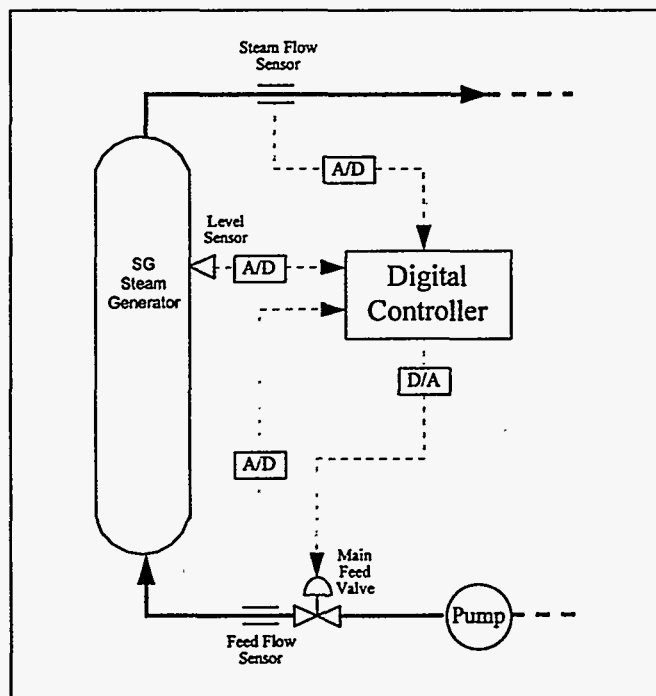 Steam Flow
Sensor
A/D
Level
Sensor
SG
Steam
Generator
A/D
Digital
Controller
D/A
A/D
Main
Feed
Valve
Pump
Feed Flow
Sensor